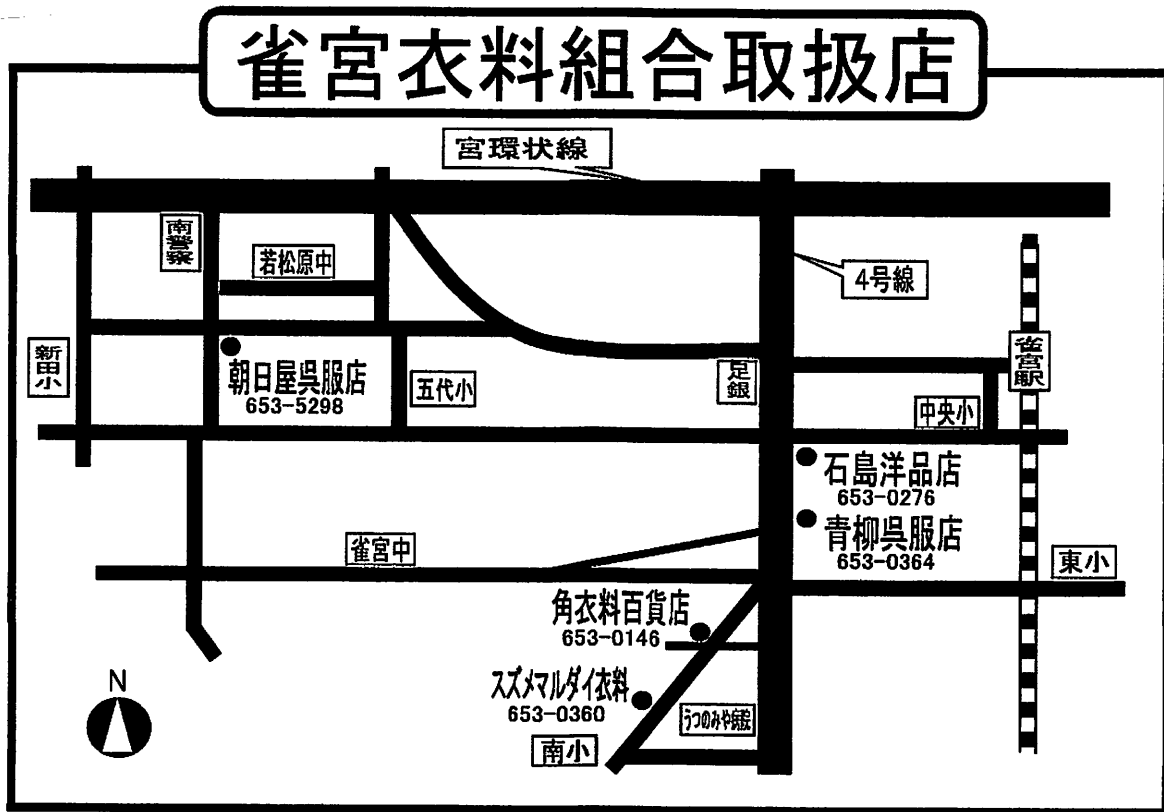 雀宮衣料組合取扱店
宮環状線
南警察
若松原中
4号線
新田小
朝日屋呉服店
653-5298
五代小
足銀
雀宮駅
中央小
石島洋品店
653-0276
青柳呉服店
653-0364
雀宮中
東小
角衣料百貨店
653-0146
スズメマルダイ衣料
653-0360
うつのみや病院
南小
N